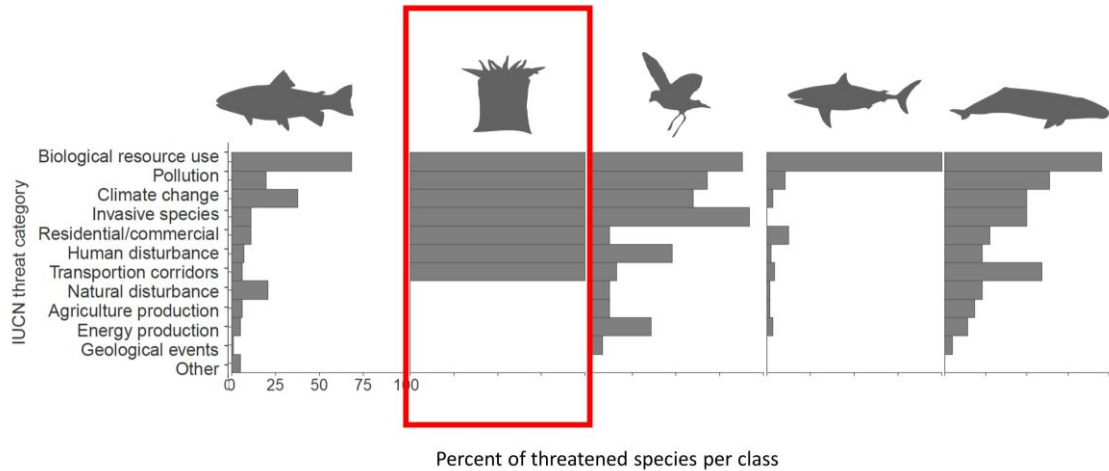 IUCN threat category
Biological resource use
Pollution
Climate change
Invasive species
Residential/commercial
Human disturbance
Transportion corridors
Natural disturbance
Agriculture production
Energy production
Geological events
Other
0 25 50 75 100
Percent of threatened species per class